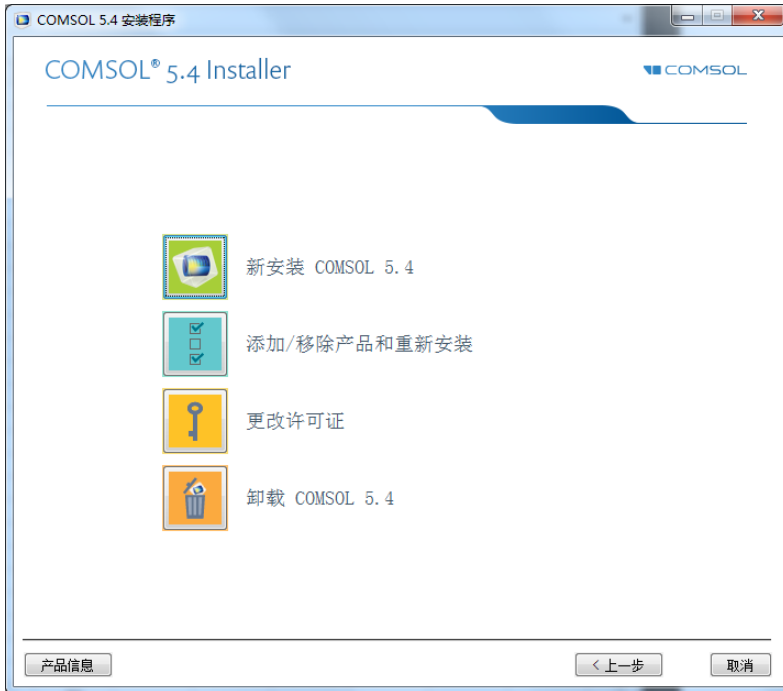 COMSOL 5.4 安装程序
COMSOL® 5.4 Installer
COMSOL
新安装 COMSOL 5.4
添加/移除产品和重新安装
更改许可证
卸载 COMSOL 5.4
产品信息
< 上一步
取消